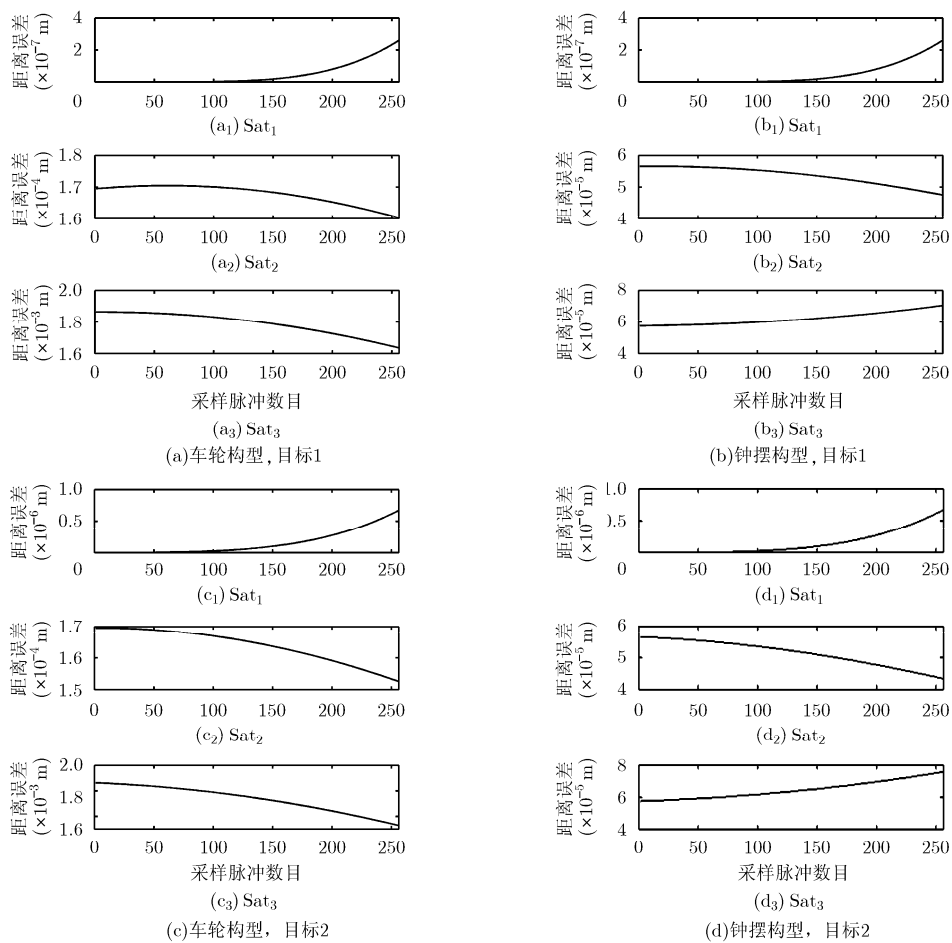 距离误差
(×10⁻⁷ m)
4
2
0 50 100 150 200 250
(a₁) Sat₁
距离误差
(×10⁻⁴ m)
1.8
1.7
1.6
0 50 100 150 200 250
(a₂) Sat₂
距离误差
(×10⁻³ m)
2.0
1.8
1.6
0 50 100 150 200 250
采样脉冲数目
(a₃) Sat₃
(a)车轮构型,目标1
距离误差
(×10⁻⁷ m)
4
2
0 50 100 150 200 250
(b₁) Sat₁
距离误差
(×10⁻⁵ m)
6
5
4
0 50 100 150 200 250
(b₂) Sat₂
距离误差
(×10⁻⁵ m)
8
6
4
0 50 100 150 200 250
采样脉冲数目
(b₃) Sat₃
(b)钟摆构型,目标1
距离误差
(×10⁻⁶ m)
1.0
0.5
0 50 100 150 200 250
(c₁) Sat₁
距离误差
(×10⁻⁴ m)
1.7
1.6
1.5
0 50 100 150 200 250
(c₂) Sat₂
距离误差
(×10⁻³ m)
2.0
1.8
1.6
0 50 100 150 200 250
采样脉冲数目
(c₃) Sat₃
(c)车轮构型，目标2
距离误差
(×10⁻⁶ m)
1.0
0.5
0 50 100 150 200 250
(d₁) Sat₁
距离误差
(×10⁻⁵ m)
6
5
4
0 50 100 150 200 250
(d₂) Sat₂
距离误差
(×10⁻⁵ m)
8
6
4
0 50 100 150 200 250
采样脉冲数目
(d₃) Sat₃
(d)钟摆构型，目标2